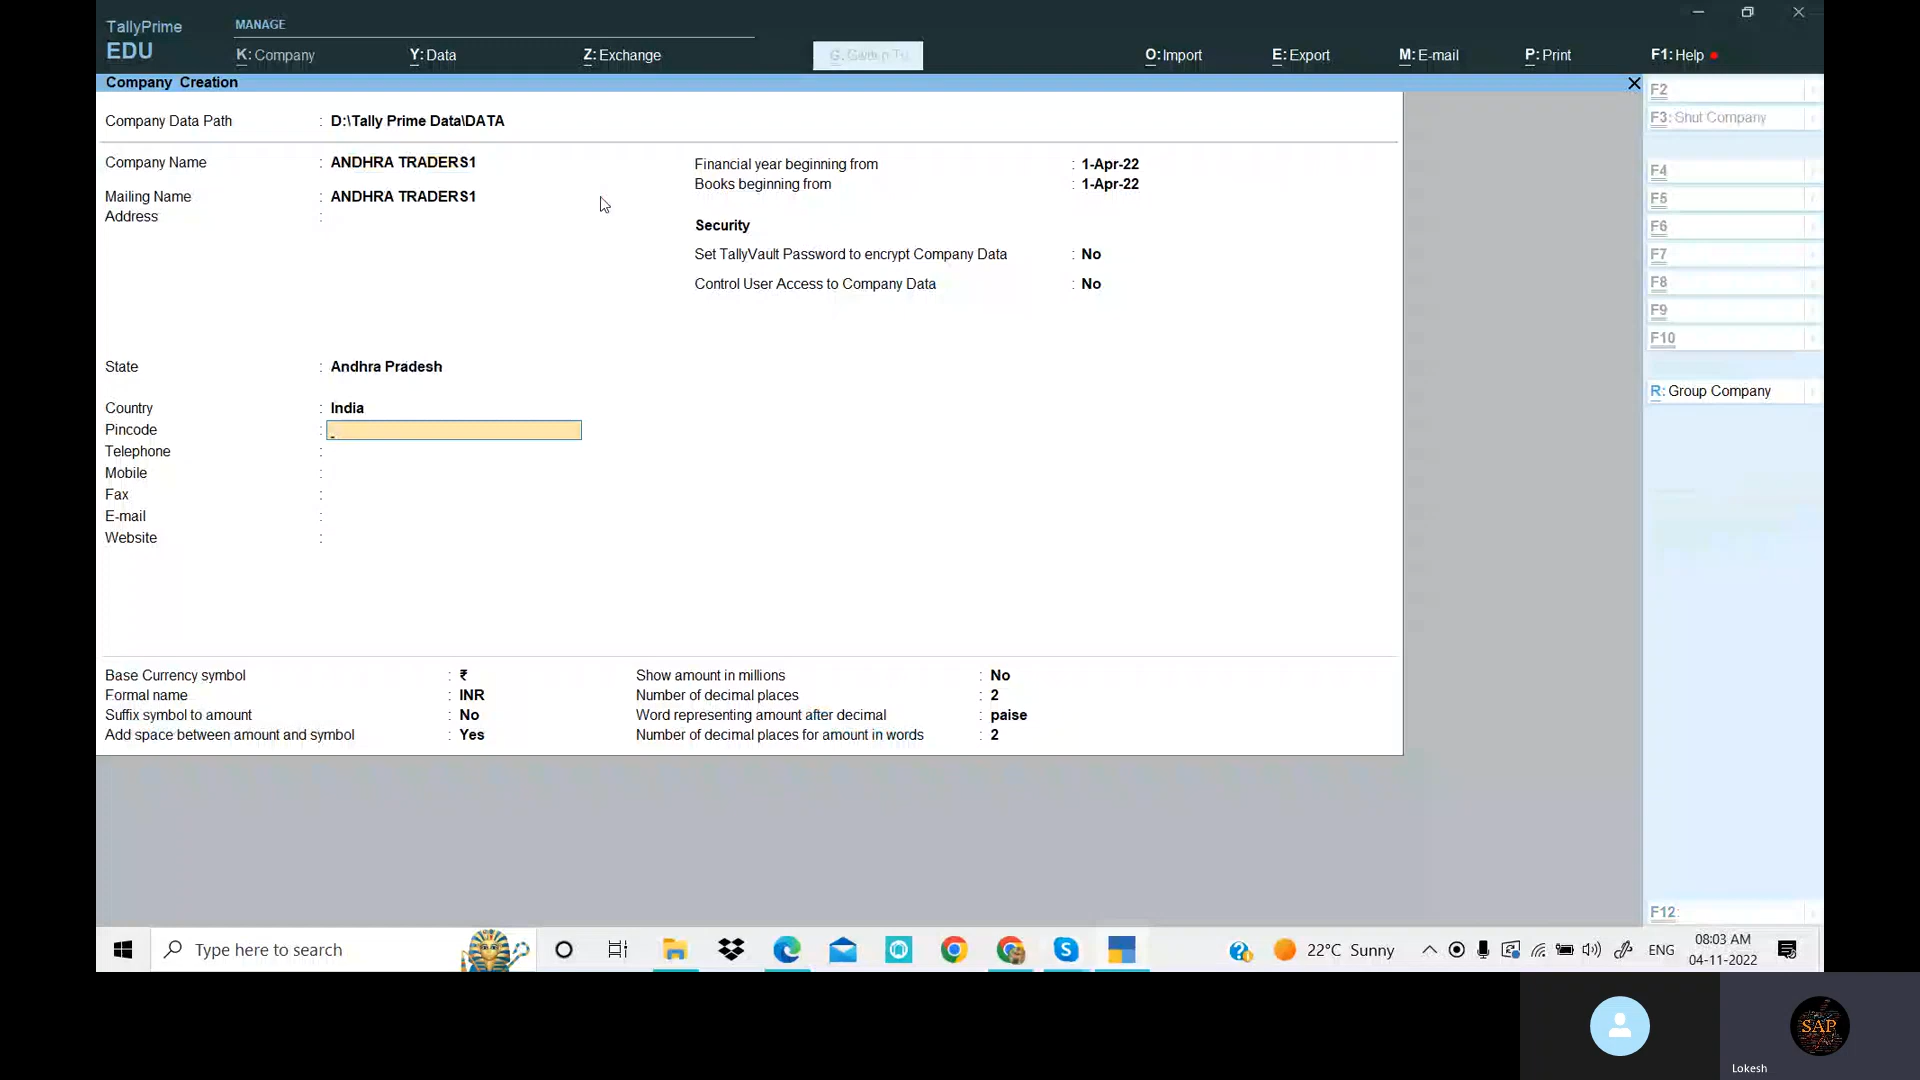 TallyPrime
EDU
MANAGE
K: Company
Y: Data
Z: Exchange
O: Import
E: Export
M: E-mail
P: Print
F1: Help
Company Creation
Company Data Path : D:\Tally Prime Data\DATA
Company Name : ANDHRA TRADERS1
Mailing Name : ANDHRA TRADERS1
Address :
State : Andhra Pradesh
Country : India
Pincode :
Telephone :
Mobile :
Fax :
E-mail :
Website :
Financial year beginning from : 1-Apr-22
Books beginning from : 1-Apr-22
Security
Set TallyVault Password to encrypt Company Data : No
Control User Access to Company Data : No
Base Currency symbol : ₹
Formal name : INR
Suffix symbol to amount : No
Add space between amount and symbol : Yes
Show amount in millions : No
Number of decimal places : 2
Word representing amount after decimal : paise
Number of decimal places for amount in words : 2
F2
F3: Shut Company
F4
F5
F6
F7
F8
F9
F10
R: Group Company
F12:
Type here to search
22°C Sunny
ENG
08:03 AM
04-11-2022
SAP
Lokesh